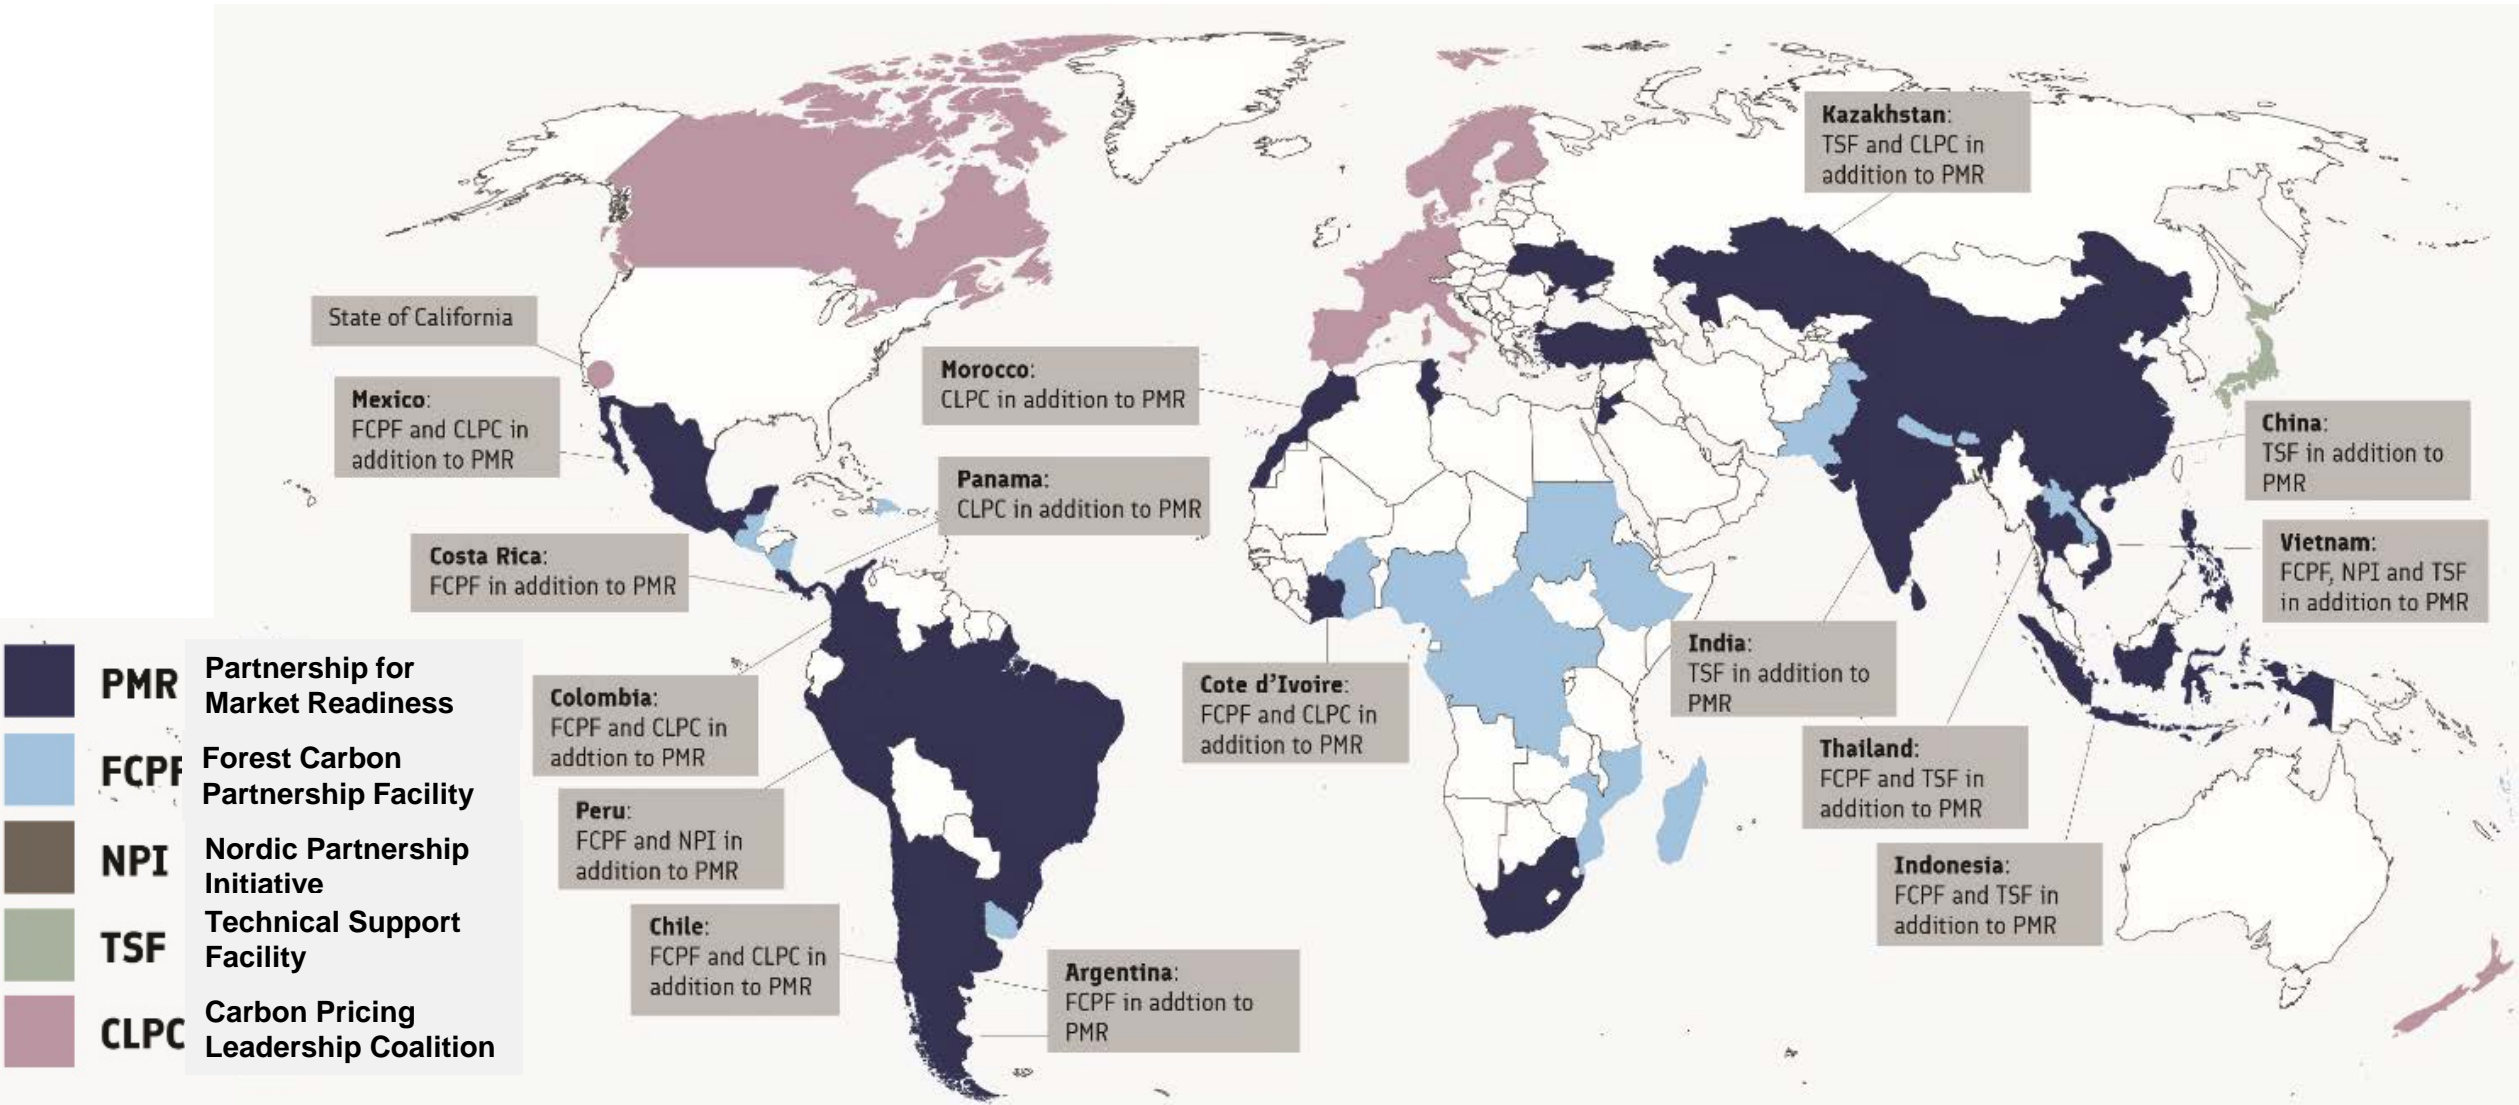 Kazakhstan:
TSF and CLPC in
addition to PMR
State of California
Mexico:
FCPF and CLPC in
addition to PMR
Morocco:
CLPC in addition to PMR
China:
TSF in addition to
PMR
Panama:
CLPC in addition to PMR
Costa Rica:
FCPF in addition to PMR
Vietnam:
FCPF, NPI and TSF
in addition to PMR
India:
TSF in addition to
PMR
Cote d'Ivoire:
FCPF and CLPC in
addition to PMR
Colombia:
FCPF and CLPC in
addtion to PMR
Thailand:
FCPF and TSF in
addition to PMR
Peru:
FCPF and NPI in
addition to PMR
Indonesia:
FCPF and TSF in
addition to PMR
Chile:
FCPF and CLPC in
addition to PMR
Argentina:
FCPF in addtion to
PMR
PMR Partnership for
Market Readiness
FCPF Forest Carbon
Partnership Facility
NPI Nordic Partnership
Initiative
TSF Technical Support
Facility
CLPC Carbon Pricing
Leadership Coalition